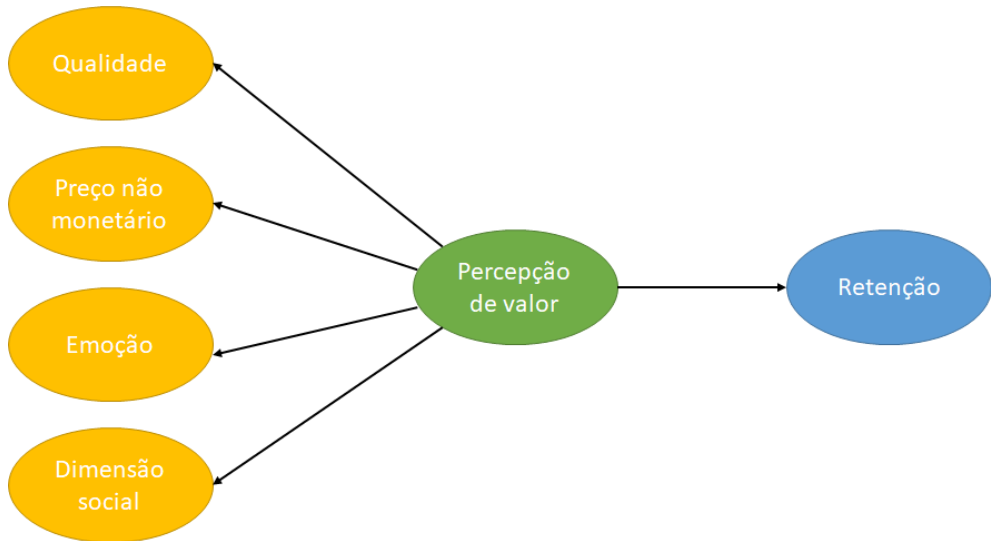 Qualidade
Preço não
monetário
Emoção
Dimensão
social
Percepção
de valor
Retenção